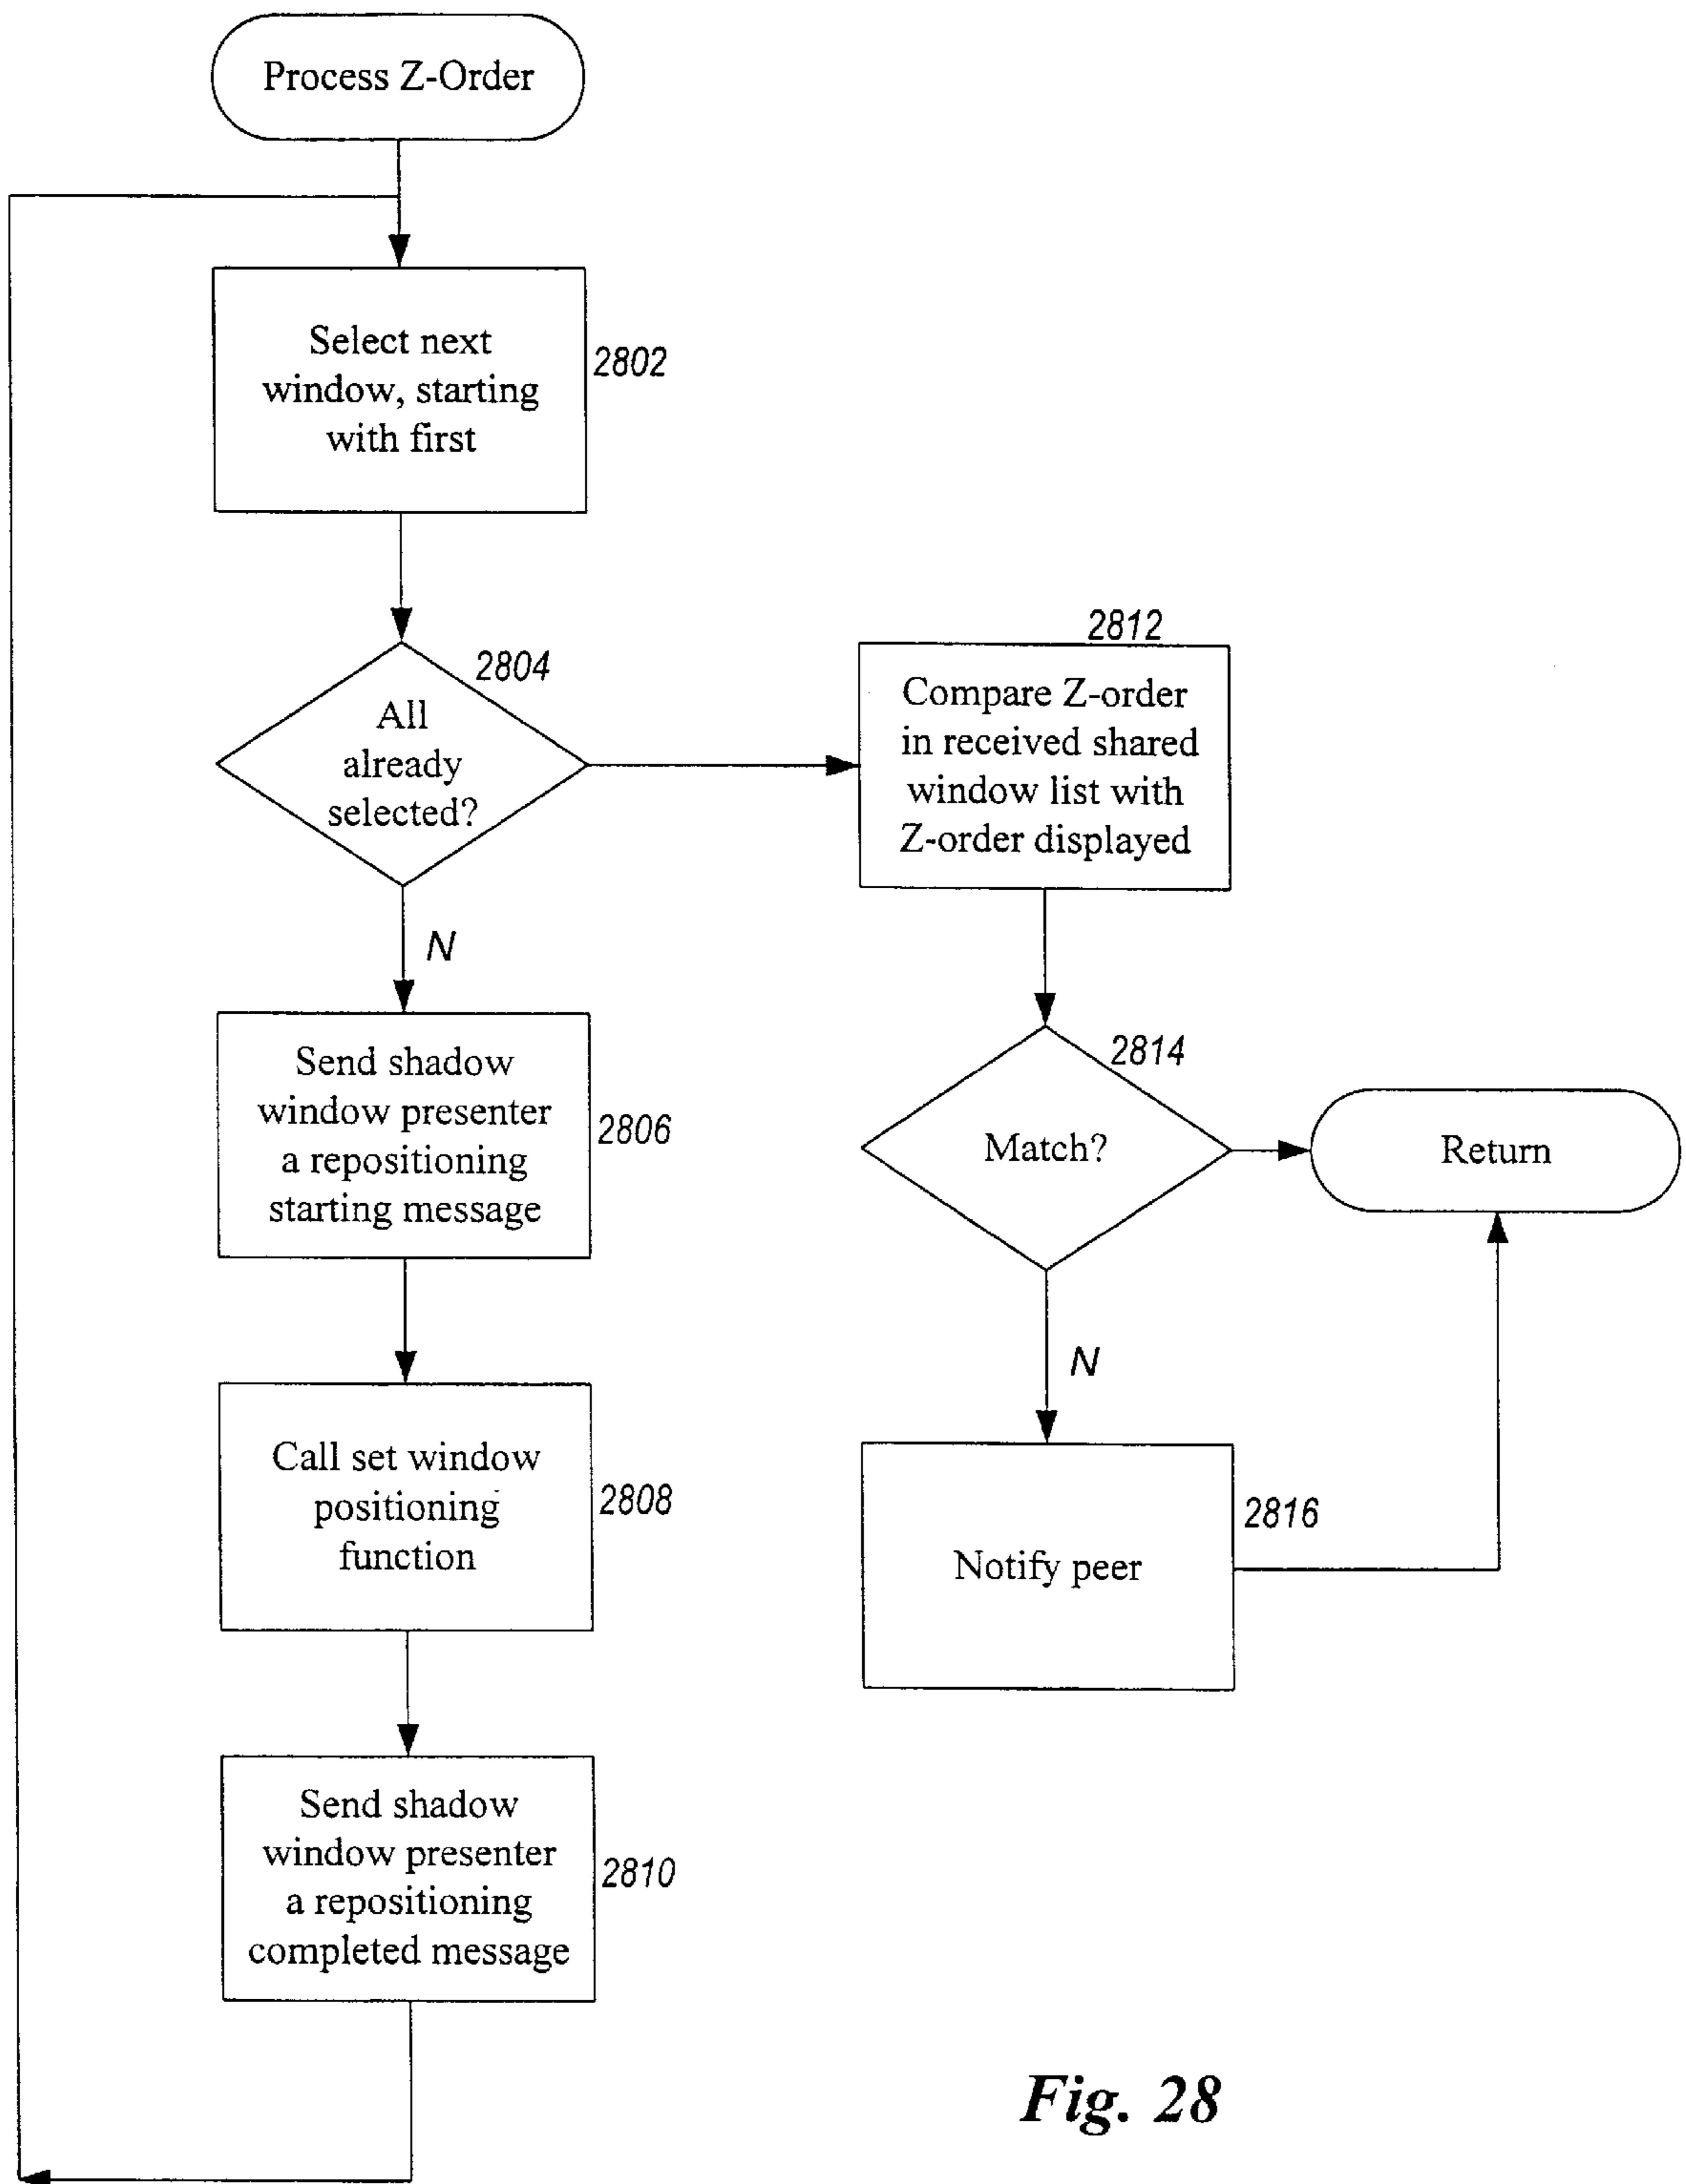 Process Z-Order
Select next
window, starting
with first
2802
2804
All
already
selected?
N
2812
Compare Z-order
in received shared
window list with
Z-order displayed
Send shadow
window presenter
a repositioning
starting message
2806
2814
Match?
Return
N
Call set window
positioning
function
2808
Notify peer
2816
Send shadow
window presenter
a repositioning
completed message
2810
Fig. 28